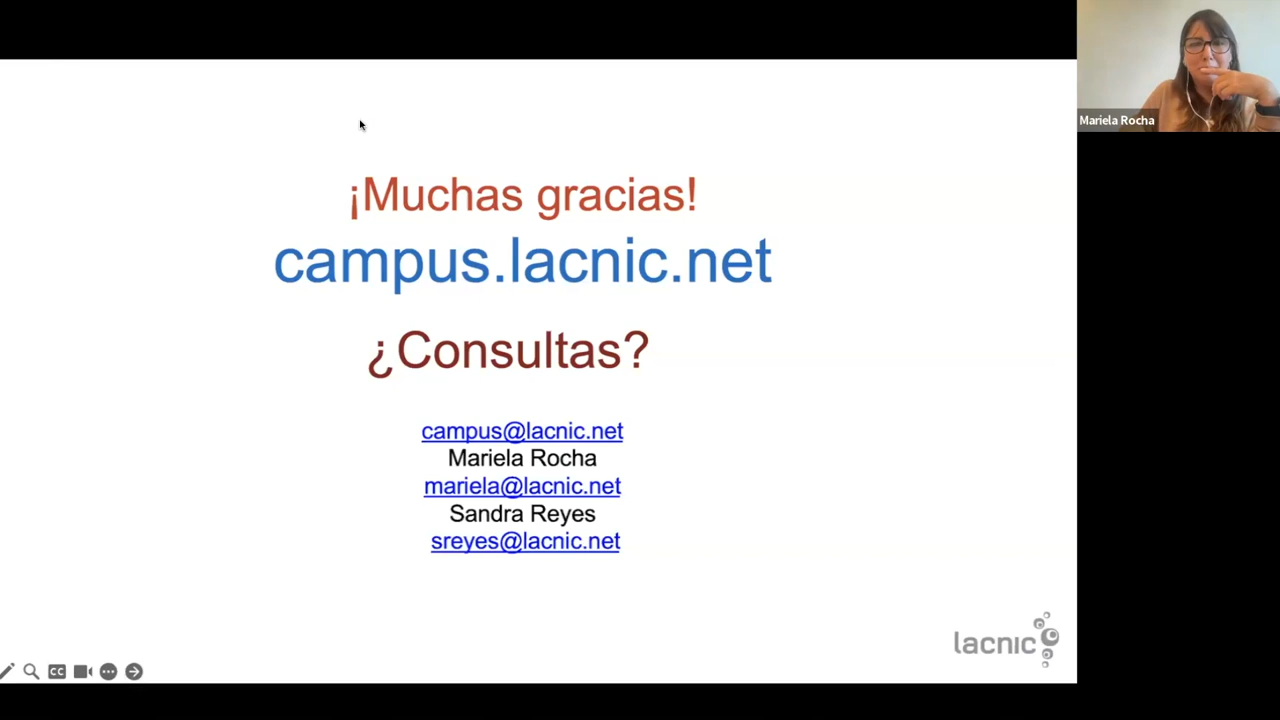 ¡Muchas gracias!
campus.lacnic.net
¿Consultas?
campus@lacnic.net
Mariela Rocha
mariela@lacnic.net
Sandra Reyes
sreyes@lacnic.net
lacnic
CC
Mariela Rocha